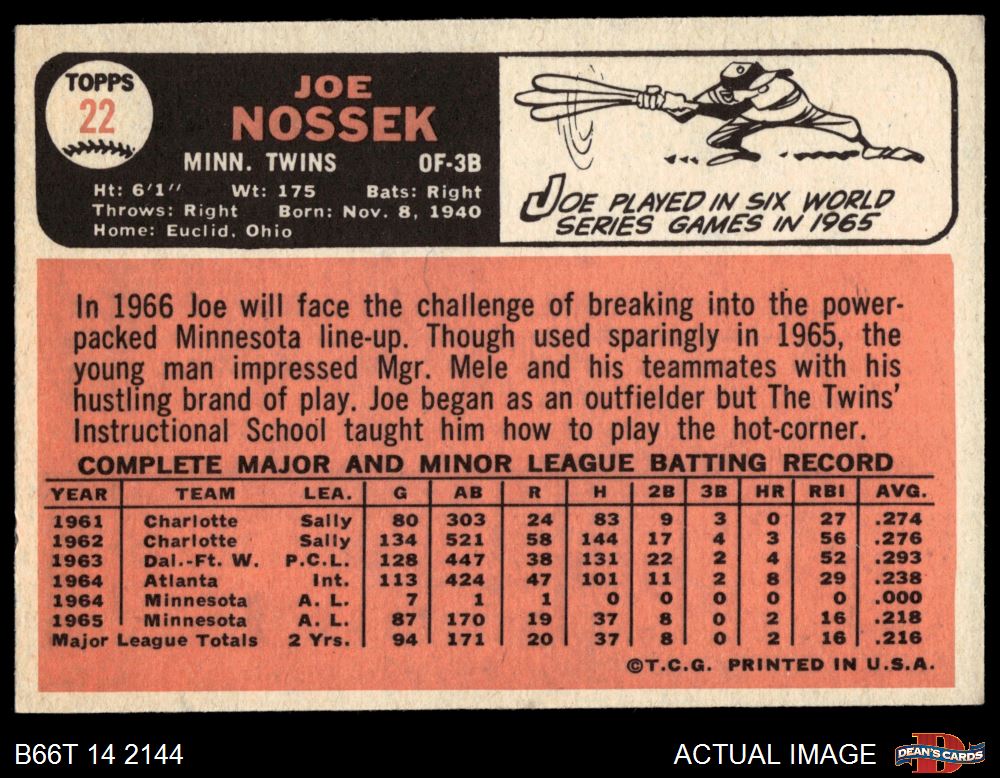 TOPPS
22
JOE
NOSSEK
MINN. TWINS OF-3B
Ht: 6'1" Wt: 175 Bats: Right
Throws: Right Born: Nov. 8, 1940
Home: Euclid, Ohio
JOE PLAYED IN SIX WORLD
SERIES GAMES IN 1965
In 1966 Joe will face the challenge of breaking into the power-
packed Minnesota line-up. Though used sparingly in 1965, the
young man impressed Mgr. Mele and his teammates with his
hustling brand of play. Joe began as an outfielder but The Twins'
Instructional School taught him how to play the hot-corner.
COMPLETE MAJOR AND MINOR LEAGUE BATTING RECORD
YEAR TEAM LEA. G AB R H 2B 3B HR RBI AVG.
1961 Charlotte Sally 80 303 24 83 9 3 0 27 .274
1962 Charlotte Sally 134 521 58 144 17 4 3 56 .276
1963 Dal.-Ft. W. P.C.L. 128 447 38 131 22 2 4 52 .293
1964 Atlanta Int. 113 424 47 101 11 2 8 29 .238
1964 Minnesota A. L. 7 1 1 0 0 0 0 0 .000
1965 Minnesota A. L. 87 170 19 37 8 0 2 16 .218
Major League Totals 2 Yrs. 94 171 20 37 8 0 2 16 .216
©T.C.G. PRINTED IN U.S.A.
B66T 14 2144 ACTUAL IMAGE DEAN'S CARDS